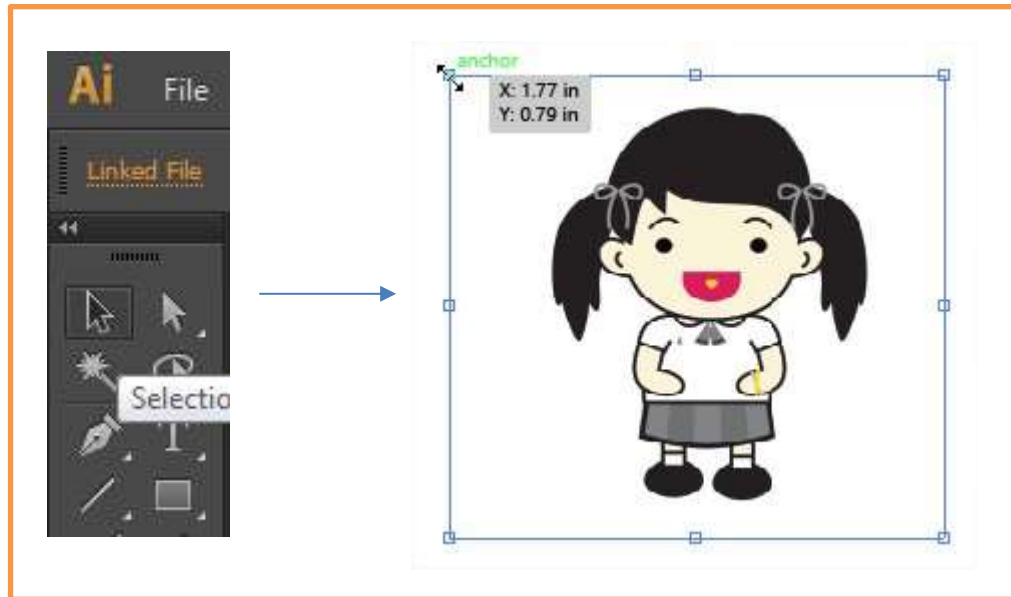 Ai File
Linked File
Selectio
anchor
X: 1.77 in
Y: 0.79 in